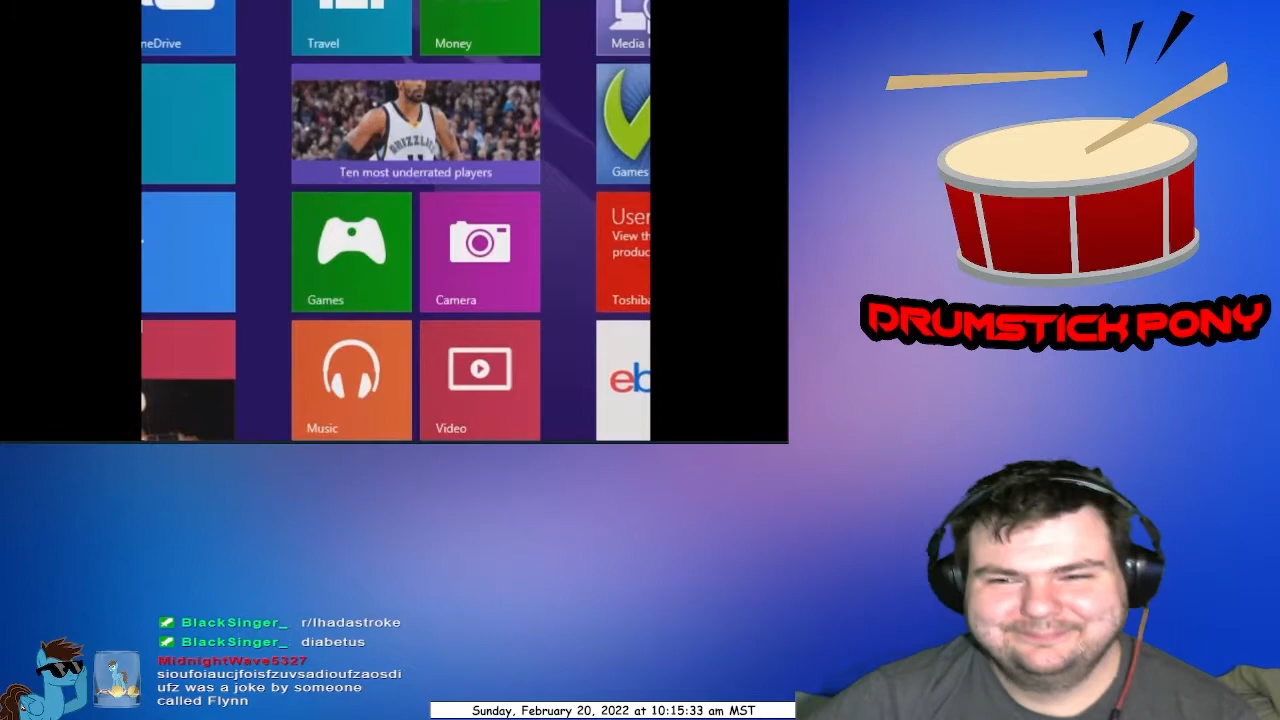 neDrive
Travel
Money
Media
GRIZZLIES
Ten most underrated players
Games
Games
Camera
User
View th
produc
Toshiba
Music
Video
eb
DRUMSTICK PONY
BlackSinger_ r/Ihadastroke
BlackSinger_ diabetus
MidnightWave5327
sioufoiaucjfoisfzuvsadioufzaosdi
ufz was a joke by someone
called Flynn
Sunday, February 20, 2022 at 10:15:33 am MST